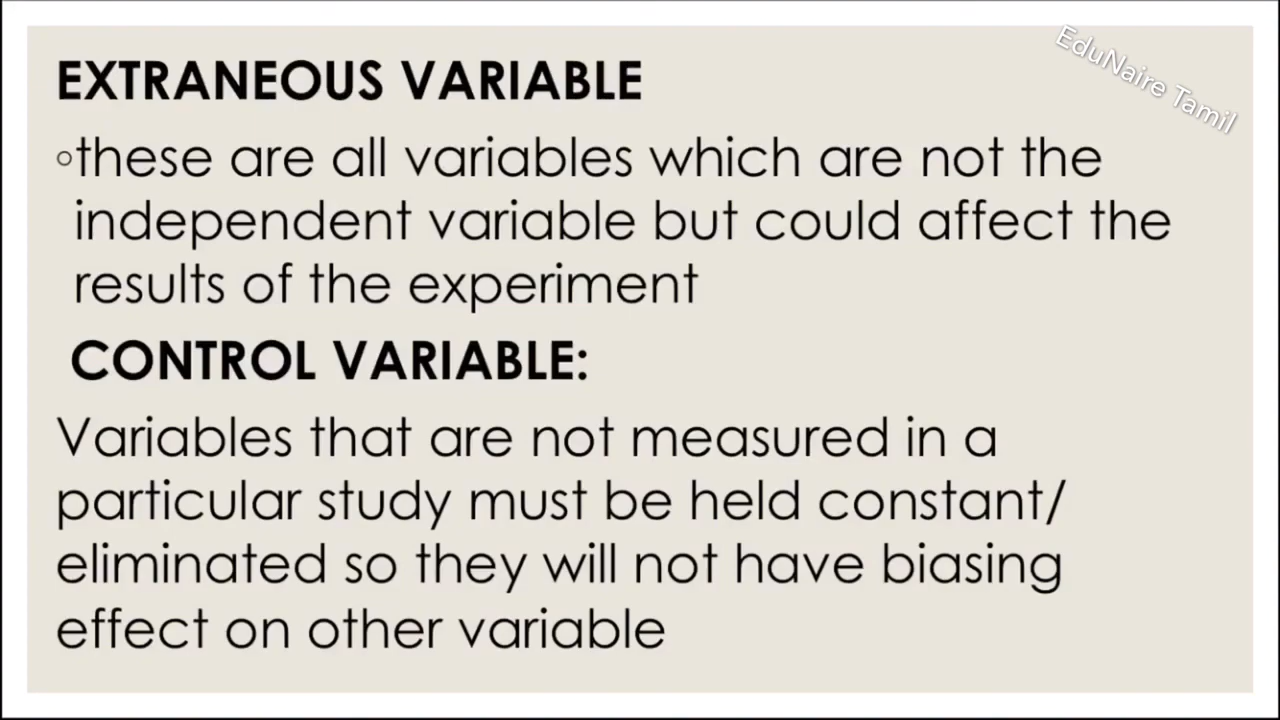 EduNaire Tamil
EXTRANEOUS VARIABLE
◦these are all variables which are not the
independent variable but could affect the
results of the experiment
CONTROL VARIABLE:
Variables that are not measured in a
particular study must be held constant/
eliminated so they will not have biasing
effect on other variable